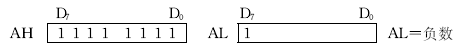 D₇ D₀ D₇ D₀
AH 1 1 1 1 1 1 1 1 AL 1 AL=负数